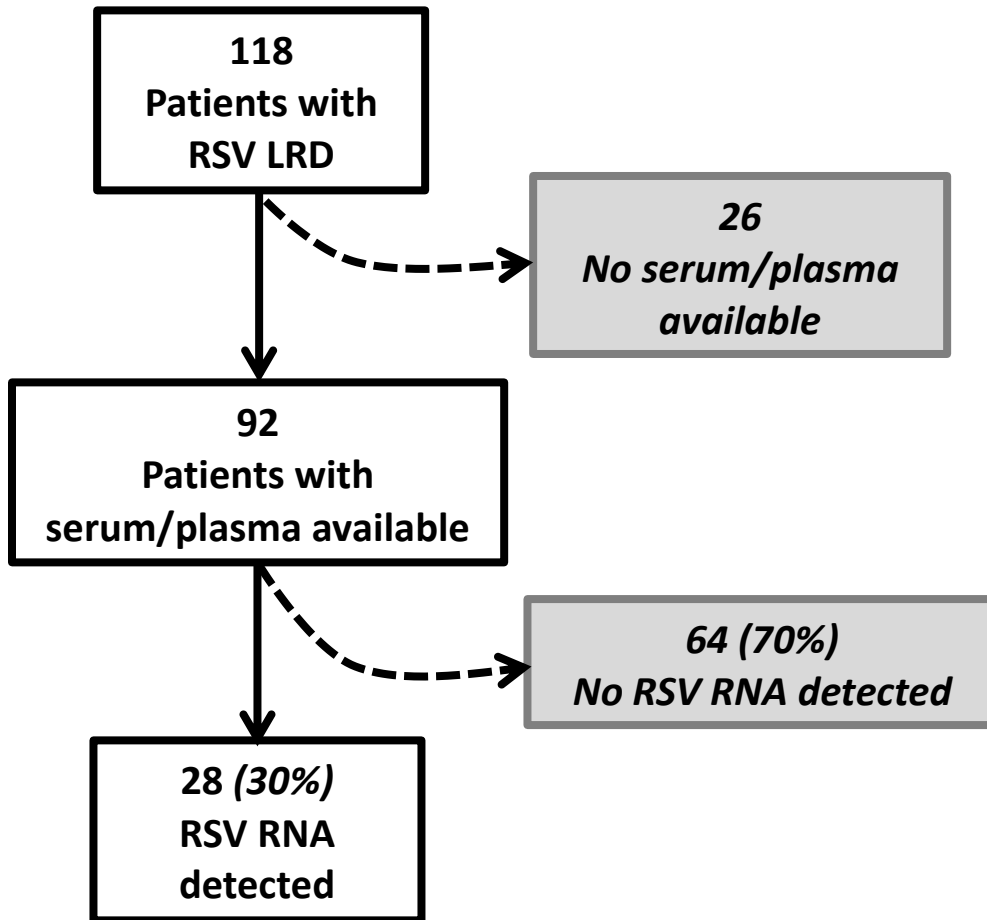 118
Patients with
RSV LRD
26
No serum/plasma
available
92
Patients with
serum/plasma available
64 (70%)
No RSV RNA detected
28 (30%)
RSV RNA
detected